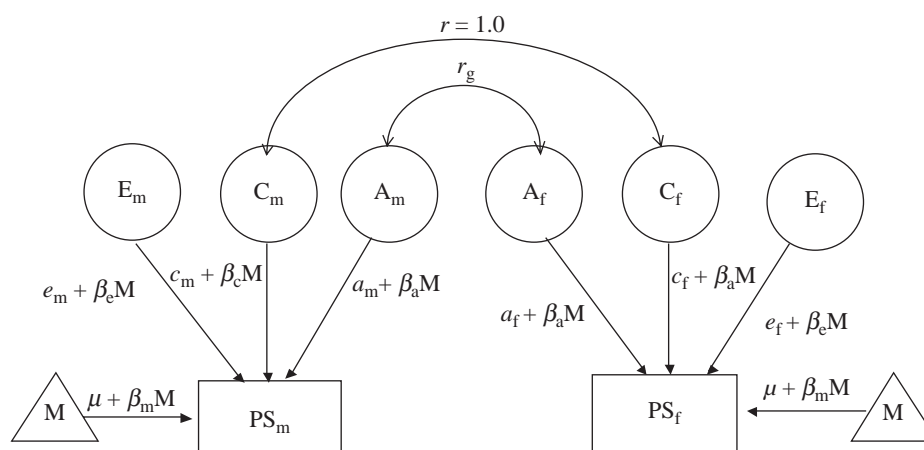 r = 1.0
r_g
E_m
C_m
A_m
A_f
C_f
E_f
e_m + β_eM
c_m + β_cM
a_m + β_aM
a_f + β_aM
c_f + β_aM
e_f + β_eM
M
μ + β_mM
PS_m
PS_f
μ + β_mM
M